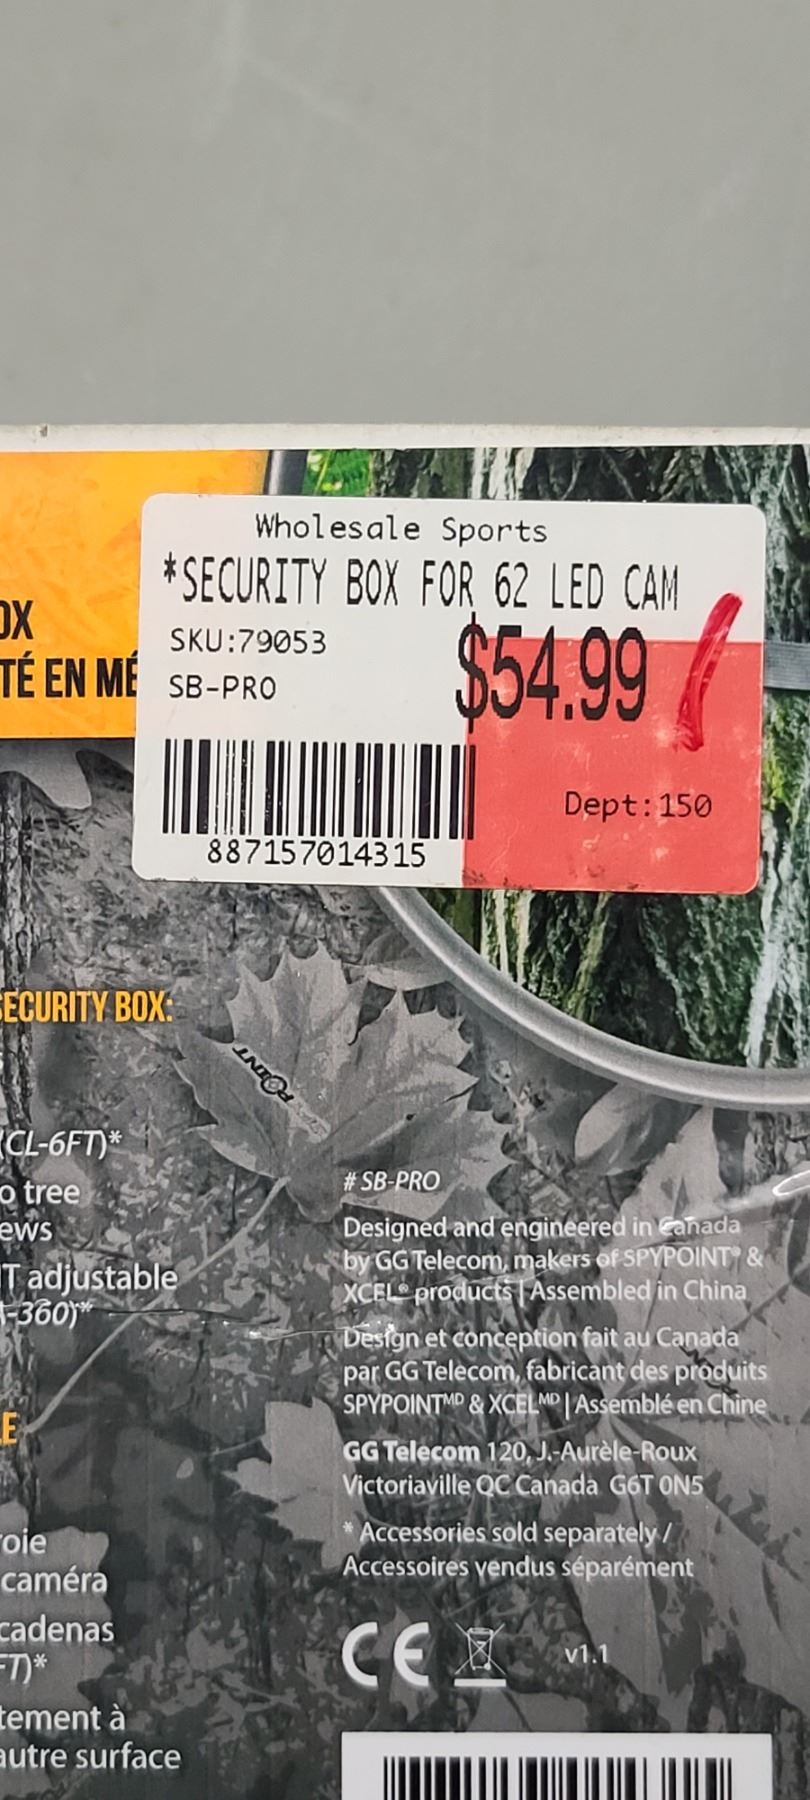 Wholesale Sports
*SECURITY BOX FOR 62 LED CAM
SKU:79053
$54.99
SB-PRO
Dept:150
887157014315
OX
TÉ EN MÉ
SECURITY BOX:
POINT
(CL-6FT)*
o tree
ews
T adjustable
-360)*
E
oie
caméra
cadenas
FT)*
tement à
autre surface
# SB-PRO
Designed and engineered in Canada
by GG Telecom, makers of SPYPOINT® &
XCEL® products | Assembled in China
Design et conception fait au Canada
par GG Telecom, fabricant des produits
SPYPOINTᴹᴰ & XCELᴹᴰ | Assemblé en Chine
GG Telecom 120, J.-Aurèle-Roux
Victoriaville QC Canada G6T 0N5
* Accessories sold separately /
Accessoires vendus séparément
CE
v1.1